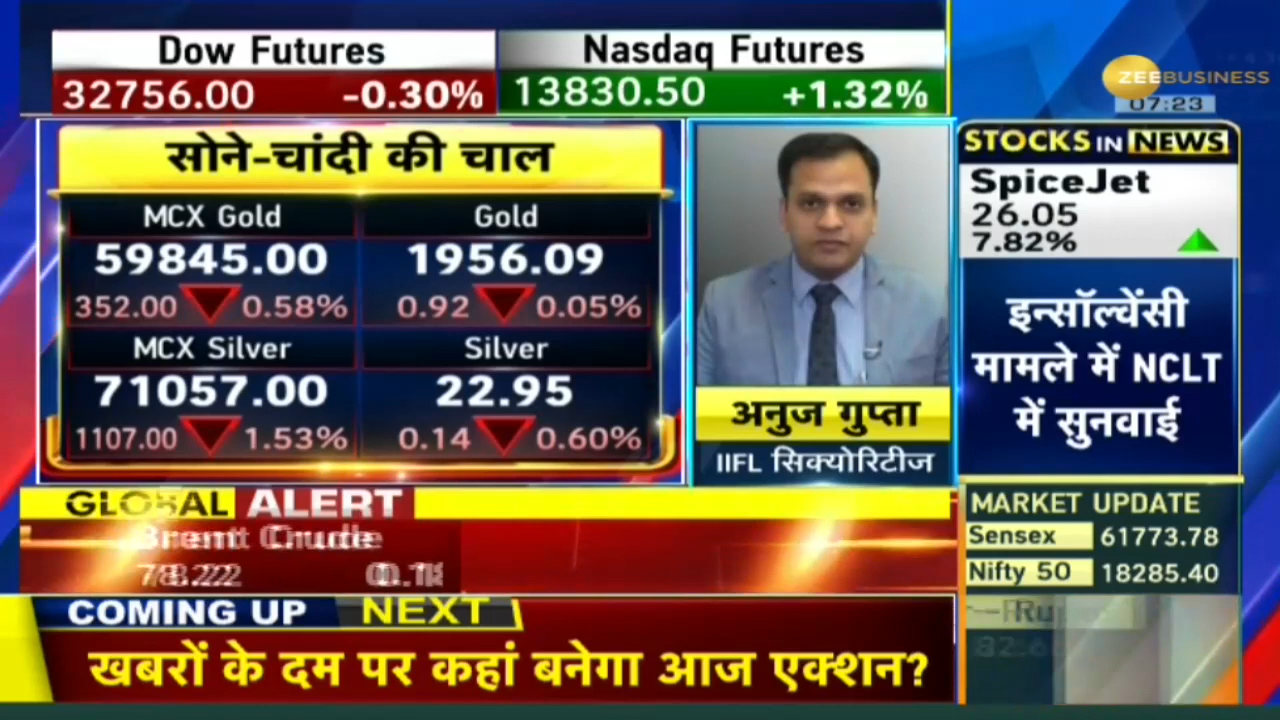 Dow Futures
32756.00 -0.30%
Nasdaq Futures
13830.50 +1.32%
ZEEBUSINESS
07:23
सोने-चांदी की चाल
MCX Gold
59845.00
352.00 0.58%
Gold
1956.09
0.92 0.05%
MCX Silver
71057.00
1107.00 1.53%
Silver
22.95
0.14 0.60%
अनुज गुप्ता
IIFL सिक्योरिटीज
STOCKS IN NEWS
SpiceJet
26.05
7.82%
इन्सॉल्वेंसी
मामले में NCLT
में सुनवाई
GLOBAL ALERT
MARKET UPDATE
Sensex 61773.78
Nifty 50 18285.40
COMING UP NEXT
खबरों के दम पर कहां बनेगा आज एक्शन?